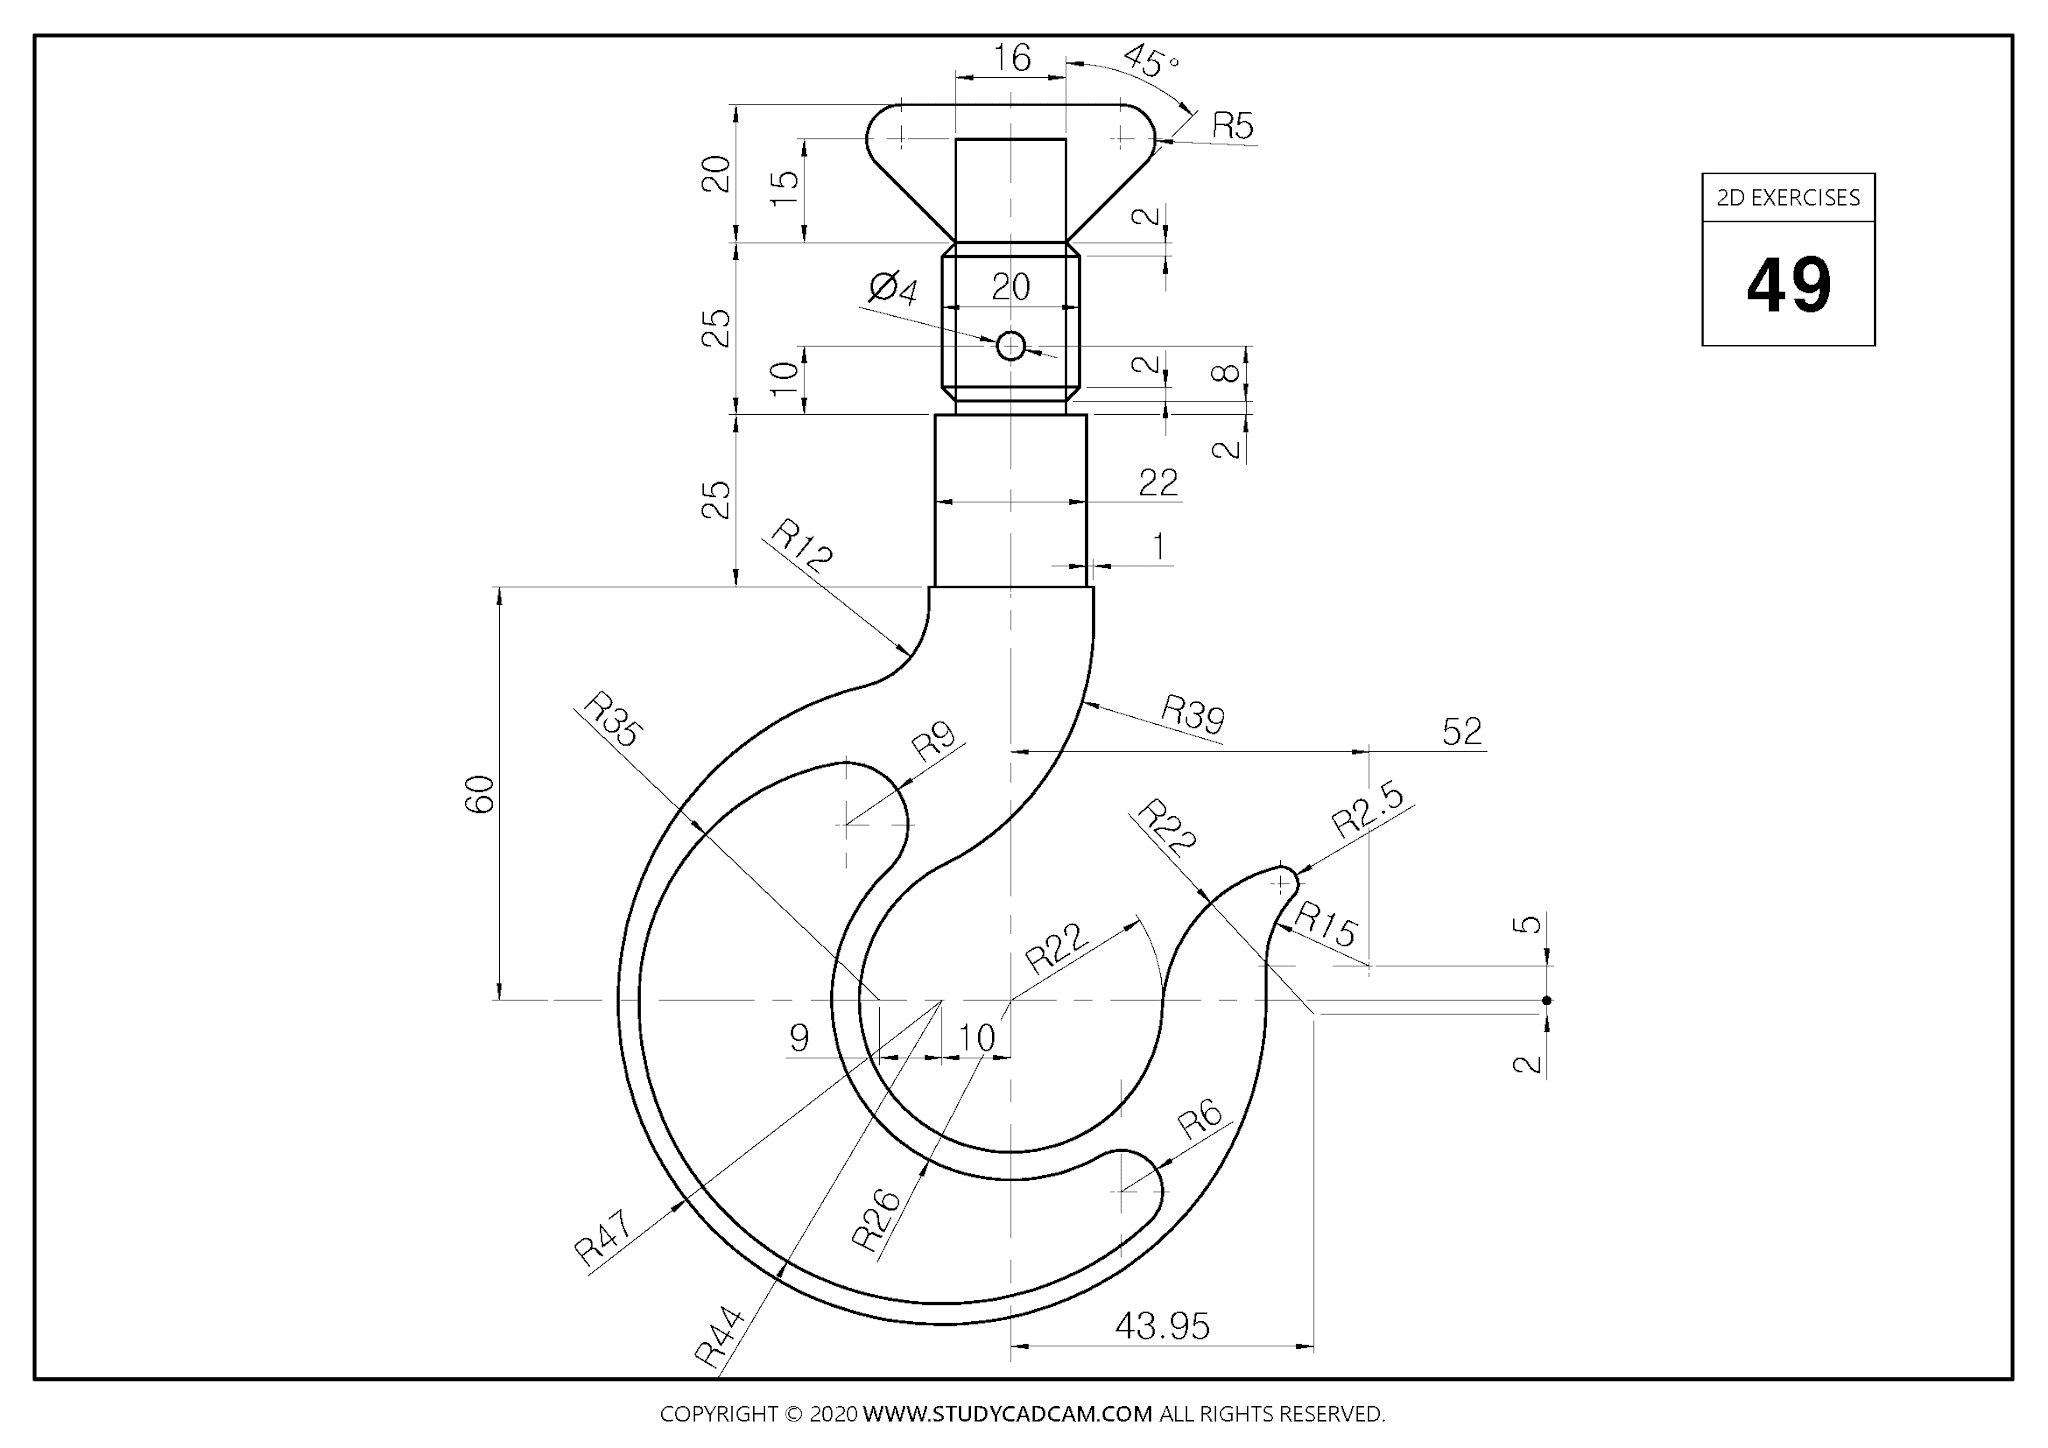 16
45°
R5
2D EXERCISES
49
20
15
2
Ø4
20
25
10
2
8
2
25
22
R12
1
R35
R9
R39
52
60
R22
R2.5
R22
R15
5
9
10
2
R6
R47
R26
R44
43.95
COPYRIGHT © 2020 WWW.STUDYCADCAM.COM ALL RIGHTS RESERVED.